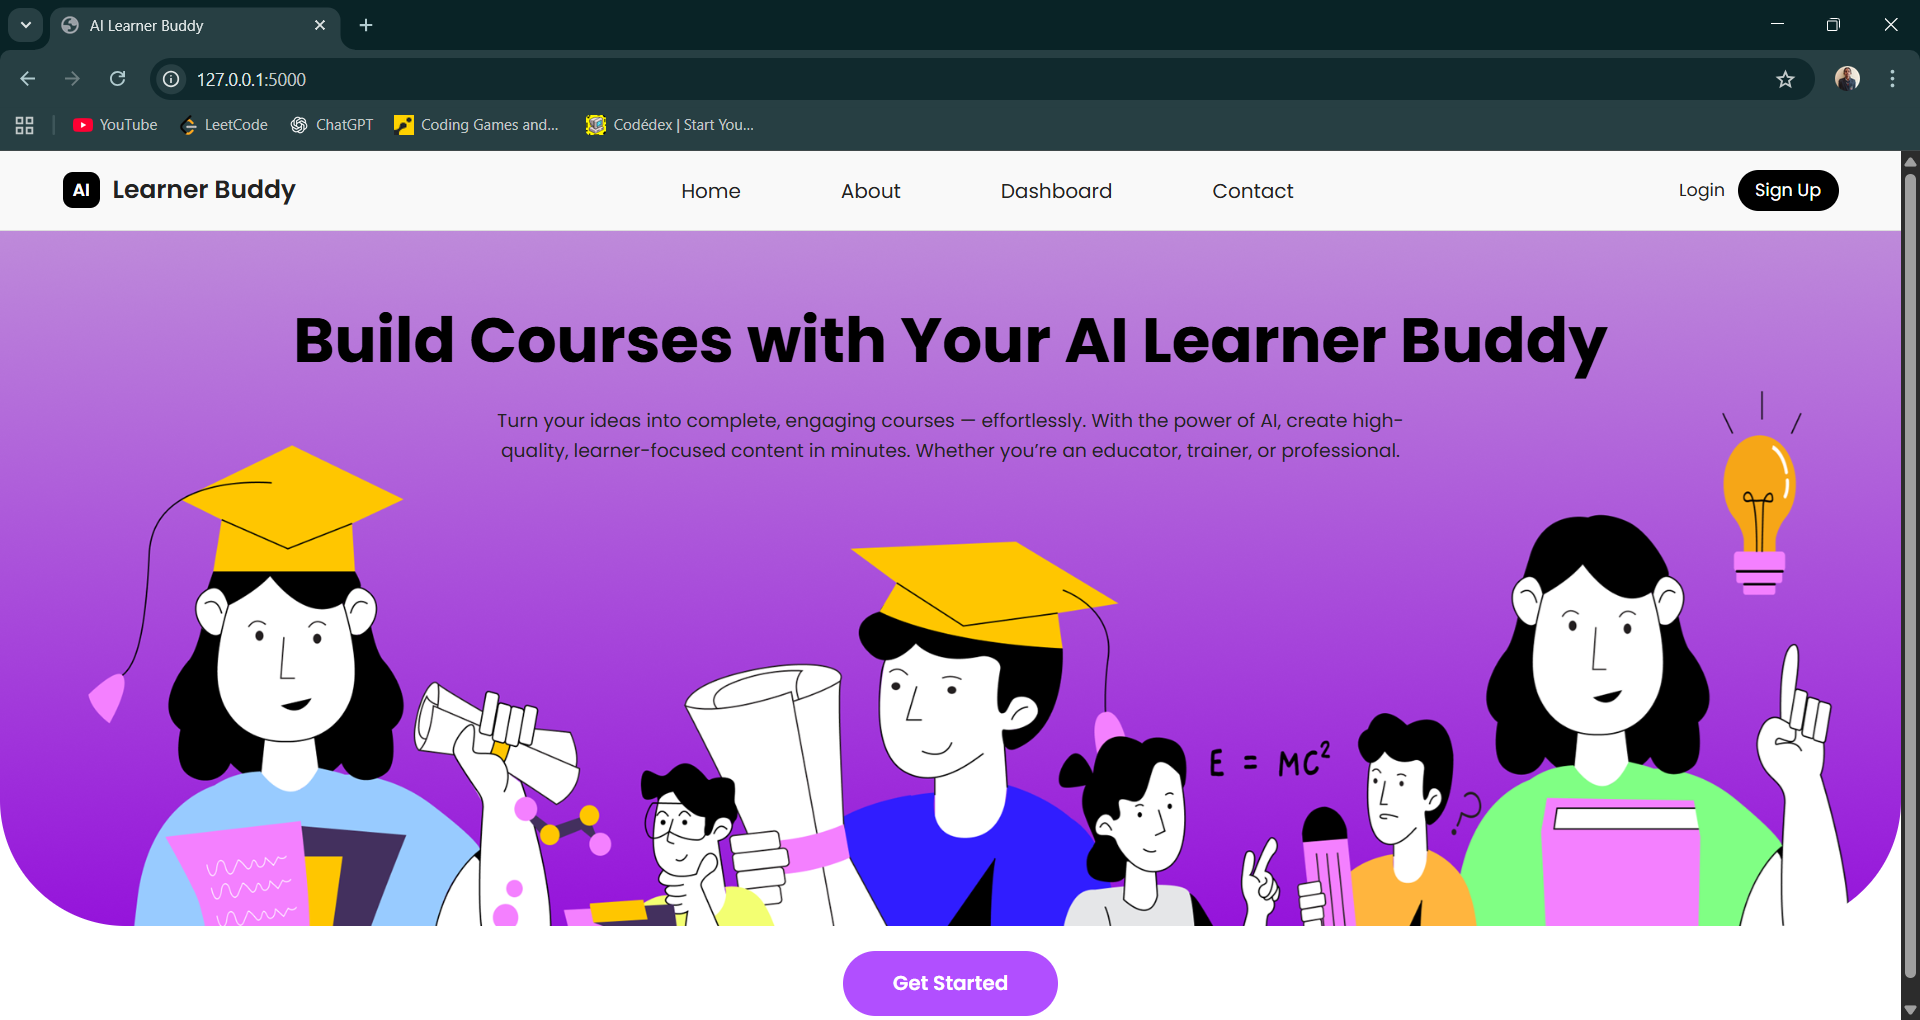 AI Learner Buddy
127.0.0.1:5000
YouTube LeetCode ChatGPT Coding Games and... Codédex | Start You...
AI Learner Buddy Home About Dashboard Contact Login Sign Up
Build Courses with Your AI Learner Buddy
Turn your ideas into complete, engaging courses — effortlessly. With the power of AI, create high-
quality, learner-focused content in minutes. Whether you’re an educator, trainer, or professional.
E = MC²
?
Get Started